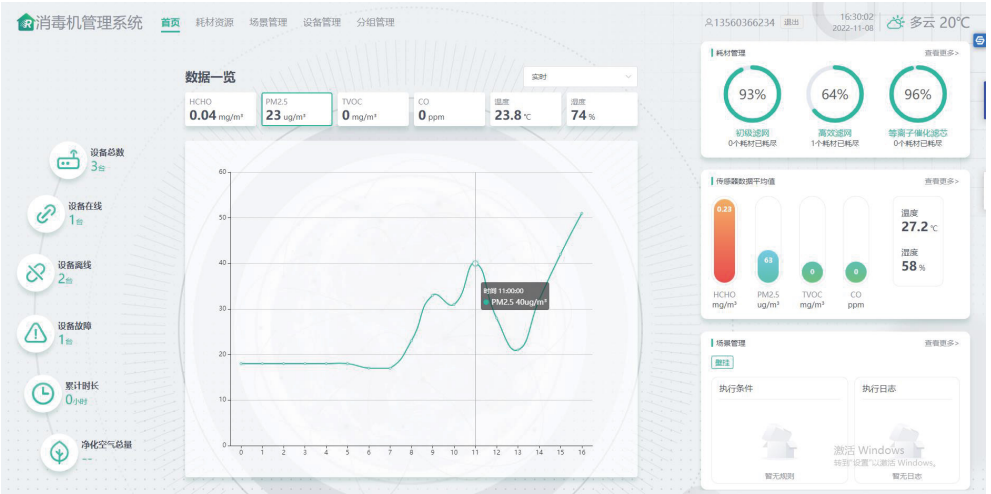 消毒机管理系统
首页 耗材资源 场景管理 设备管理 分组管理
13560366234 退出
16:30:02
2022-11-08
多云 20℃
设备总数
3台
设备在线
1台
设备离线
2台
设备故障
1台
累计时长
0小时
净化空气总量
--
数据一览
实时
HCHO
0.04 mg/m³
PM2.5
23 ug/m³
TVOC
0 mg/m³
CO
0 ppm
温度
23.8 ℃
湿度
74 %
60
50
40
30
20
10
0
时间 11:00:00
PM2.5 40ug/m³
0 1 2 3 4 5 6 7 8 9 10 11 12 13 14 15 16
耗材管理 查看更多>
93% 64% 96%
初级滤网 高效滤网 等离子催化滤芯
0个耗材已耗尽 1个耗材已耗尽 0个耗材已耗尽
传感器数据平均值 查看更多>
0.23
63
0
0
HCHO PM2.5 TVOC CO
mg/m³ ug/m³ mg/m³ ppm
温度
27.2 ℃
湿度
58 %
场景管理 查看更多>
执行条件
暂无规则
执行日志
暂无日志
激活 Windows
转到"设置"以激活 Windows。